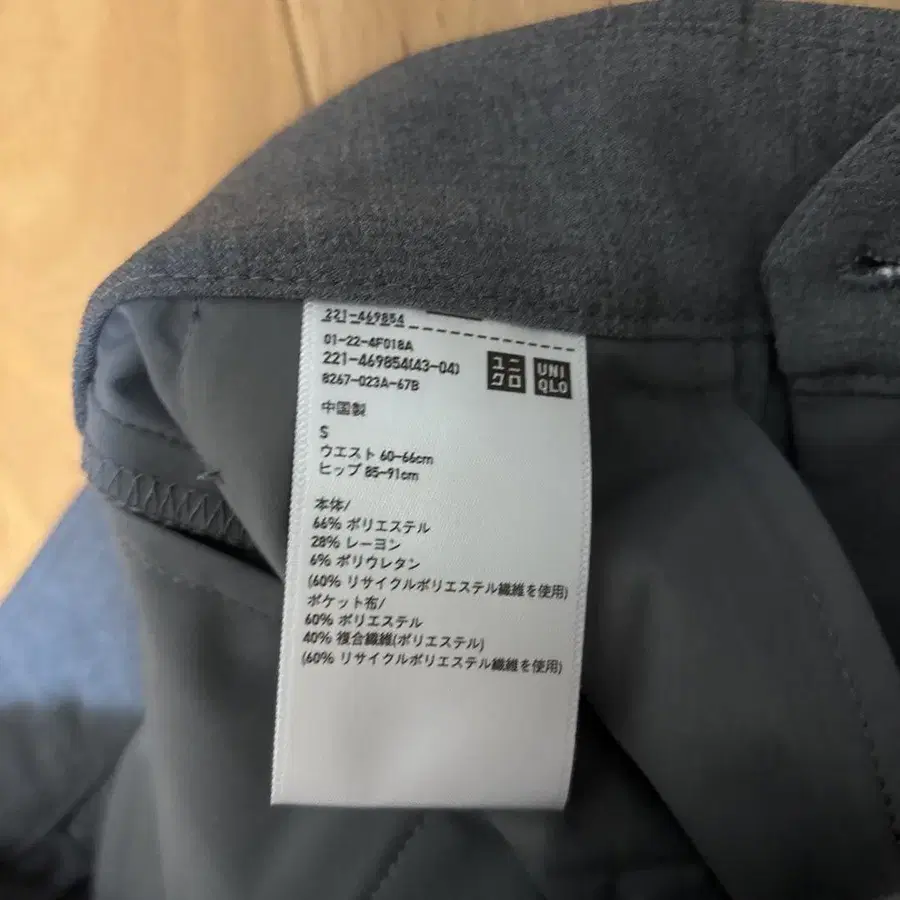 221-469854
01-22-4F018A
221-469854(43-04)
8267-023A-67B
ユニクロ
UNIQLO
中国製
S
ウエスト 60-66cm
ヒップ 85-91cm
本体/
66% ポリエステル
28% レーヨン
6% ポリウレタン
(60% リサイクルポリエステル繊維を使用)
ポケット布/
60% ポリエステル
40% 複合繊維(ポリエステル)
(60% リサイクルポリエステル繊維を使用)